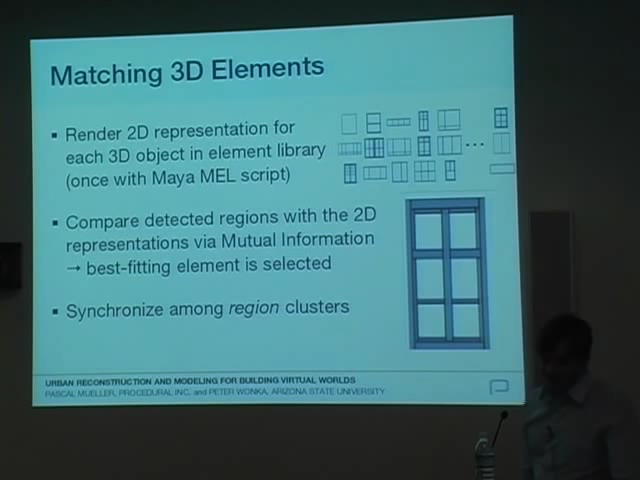 Matching 3D Elements
▪ Render 2D representation for
each 3D object in element library
(once with Maya MEL script)
▪ Compare detected regions with the 2D
representations via Mutual Information
→ best-fitting element is selected
▪ Synchronize among region clusters
URBAN RECONSTRUCTION AND MODELING FOR BUILDING VIRTUAL WORLDS
PASCAL MUELLER, PROCEDURAL INC. and PETER WONKA, ARIZONA STATE UNIVERSITY